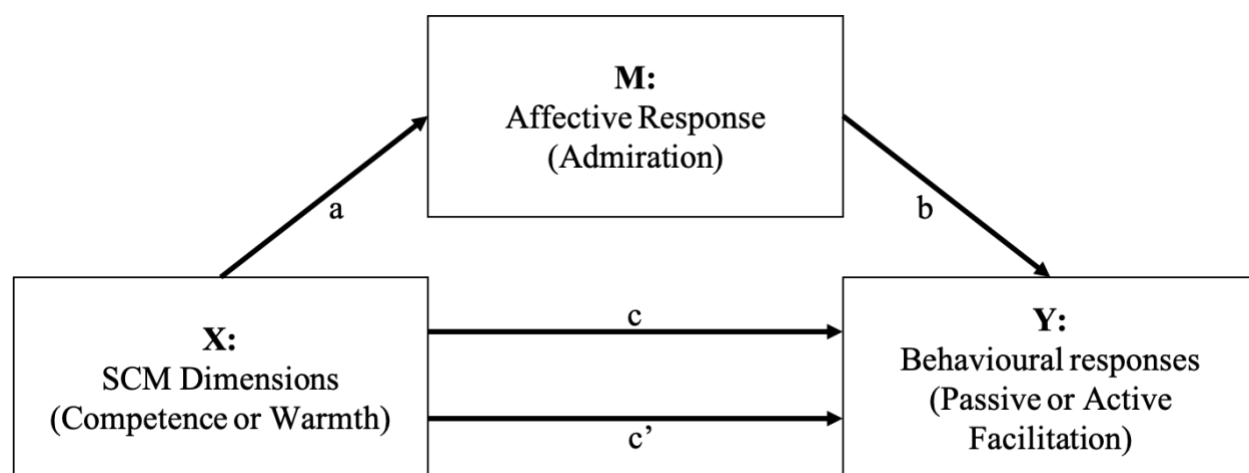 M:
Affective Response
(Admiration)
a
b
X:
SCM Dimensions
(Competence or Warmth)
c
c’
Y:
Behavioural responses
(Passive or Active
Facilitation)